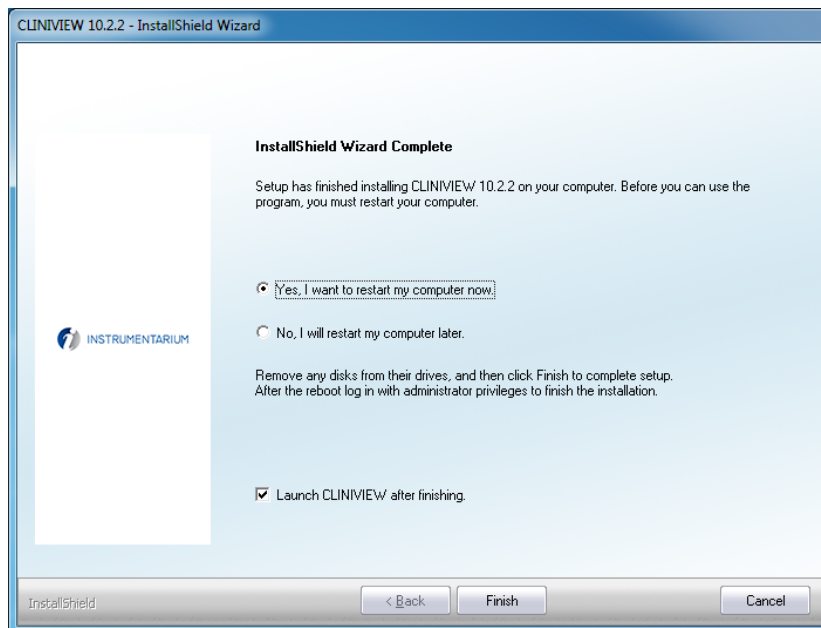 CLINIVIEW 10.2.2 - InstallShield Wizard
InstallShield Wizard Complete
Setup has finished installing CLINIVIEW 10.2.2 on your computer. Before you can use the
program, you must restart your computer.
Yes, I want to restart my computer now.
INSTRUMENTARIUM
No, I will restart my computer later.
Remove any disks from their drives, and then click Finish to complete setup.
After the reboot log in with administrator privileges to finish the installation.
Launch CLINIVIEW after finishing.
InstallShield
< Back Finish Cancel